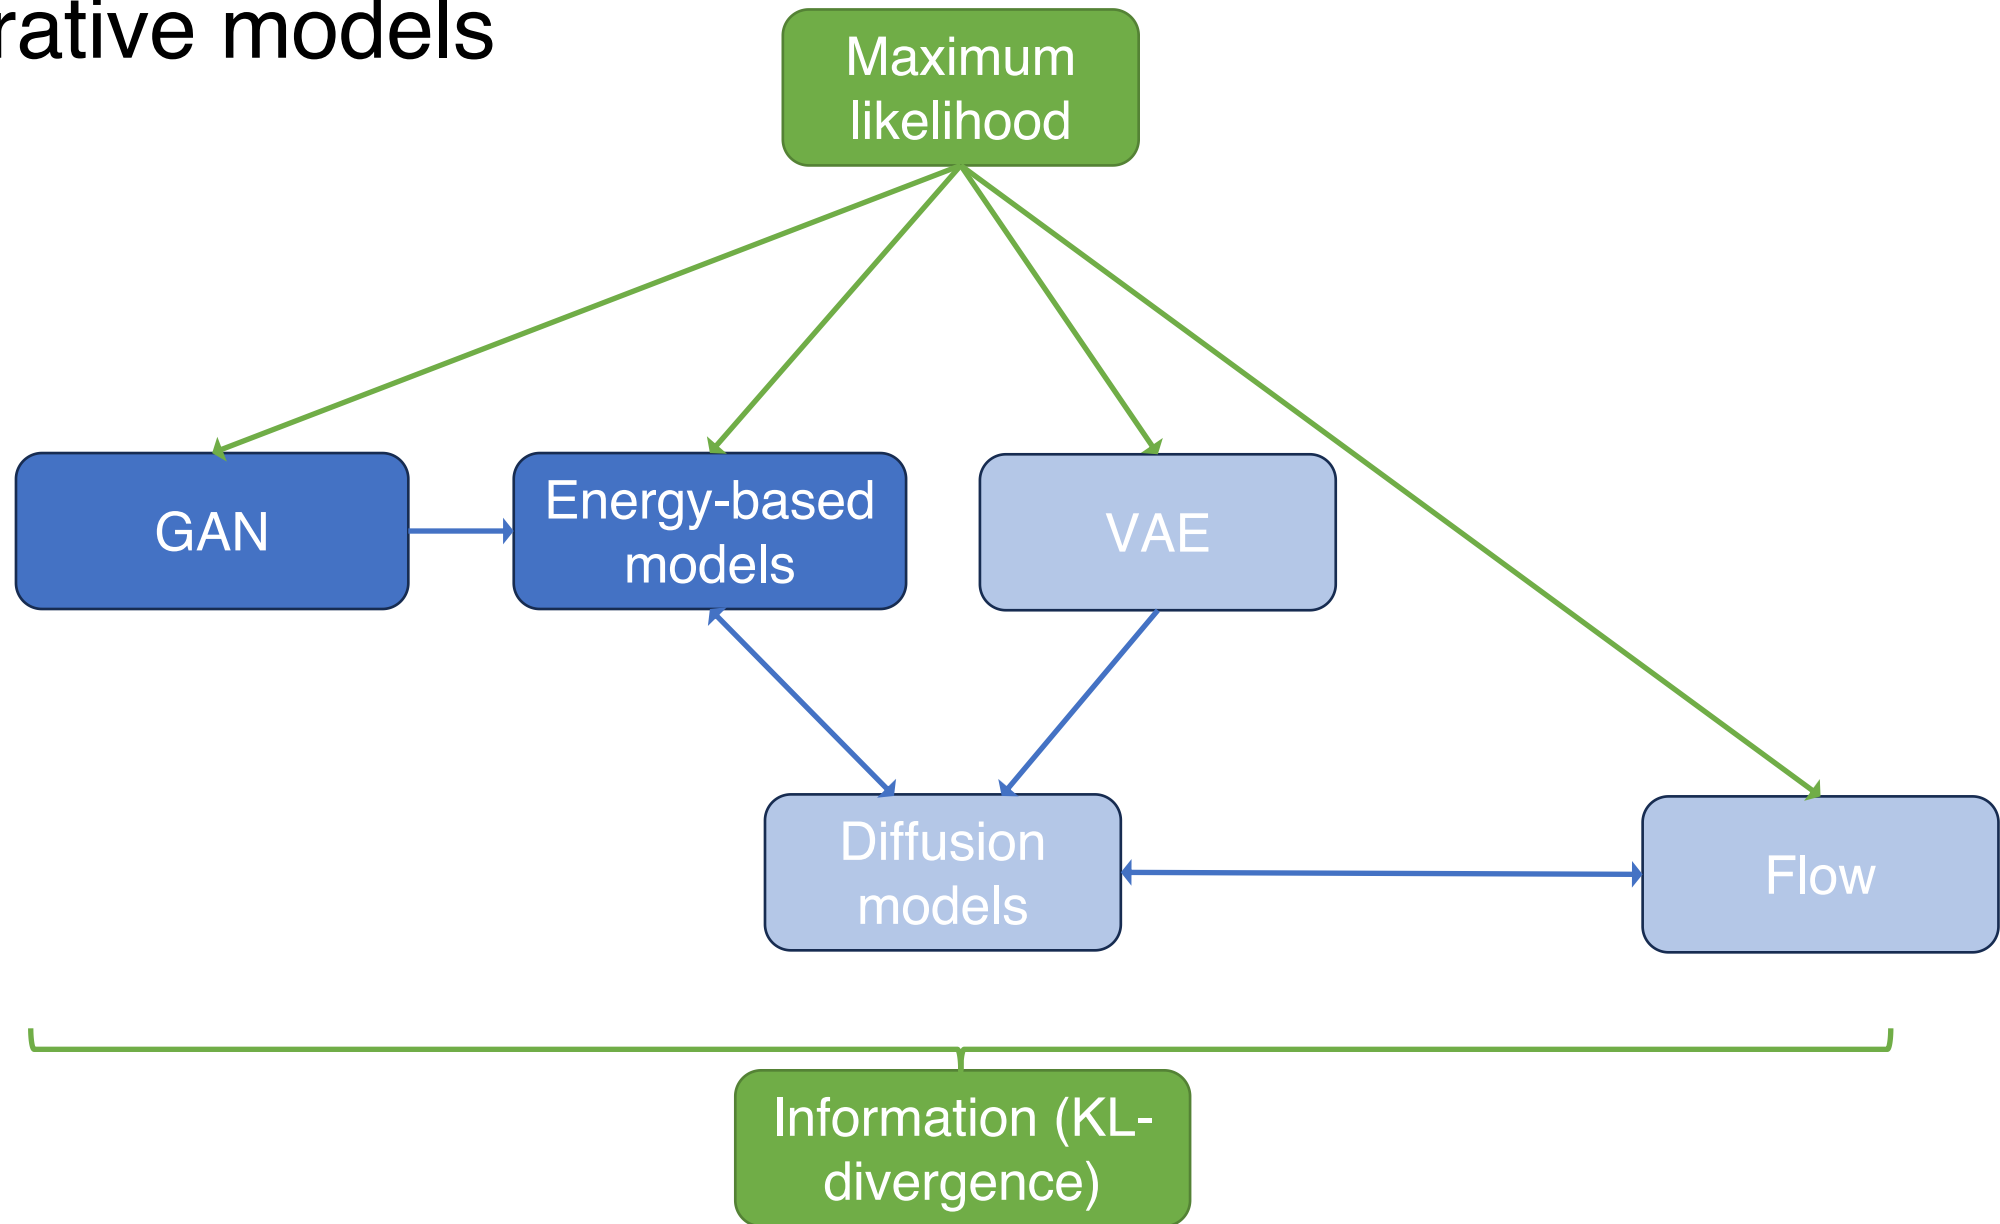 rative models
Maximum
likelihood
GAN
Energy-based
models
VAE
Diffusion
models
Flow
Information (KL-
divergence)